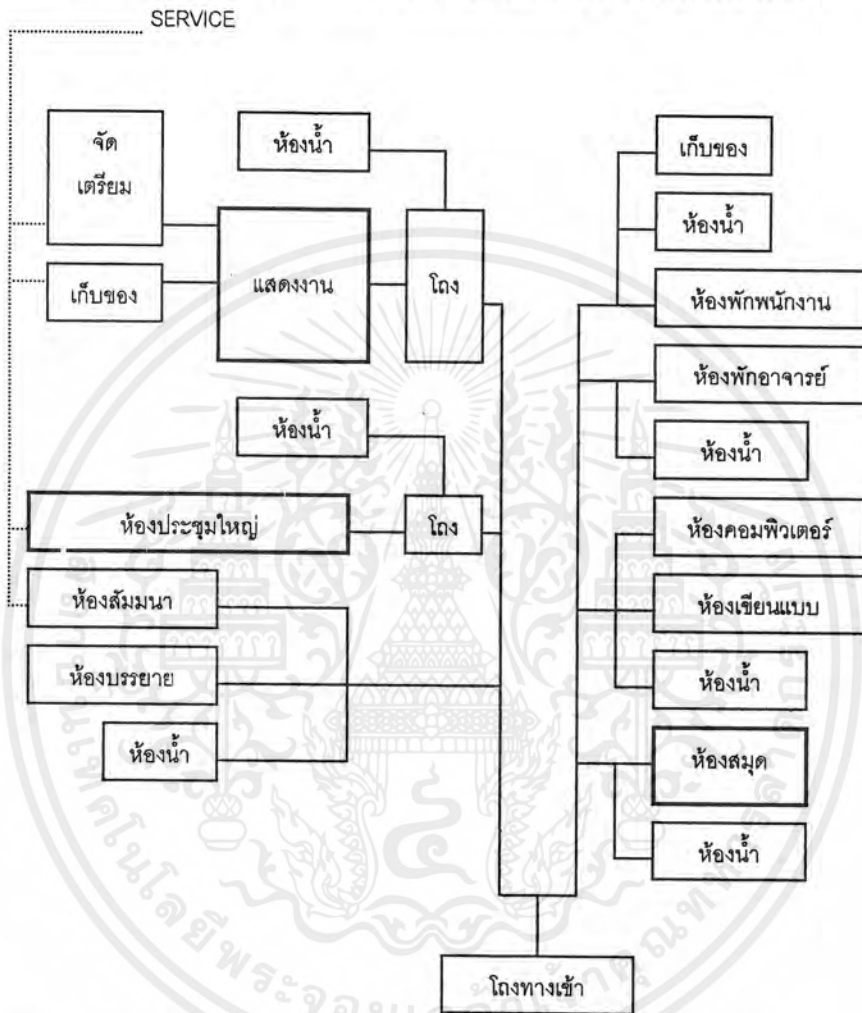 SERVICE
จัด
เตรียม
ห้องน้ำ
เก็บของ
แสดงงาน
โถง
ห้องน้ำ
ห้องประชุมใหญ่
โถง
ห้องสัมมนา
ห้องบรรยาย
ห้องน้ำ
เก็บของ
ห้องน้ำ
ห้องพักพนักงาน
ห้องพักอาจารย์
ห้องน้ำ
ห้องคอมพิวเตอร์
ห้องเขียนแบบ
ห้องน้ำ
ห้องสมุด
ห้องน้ำ
โถงทางเข้า